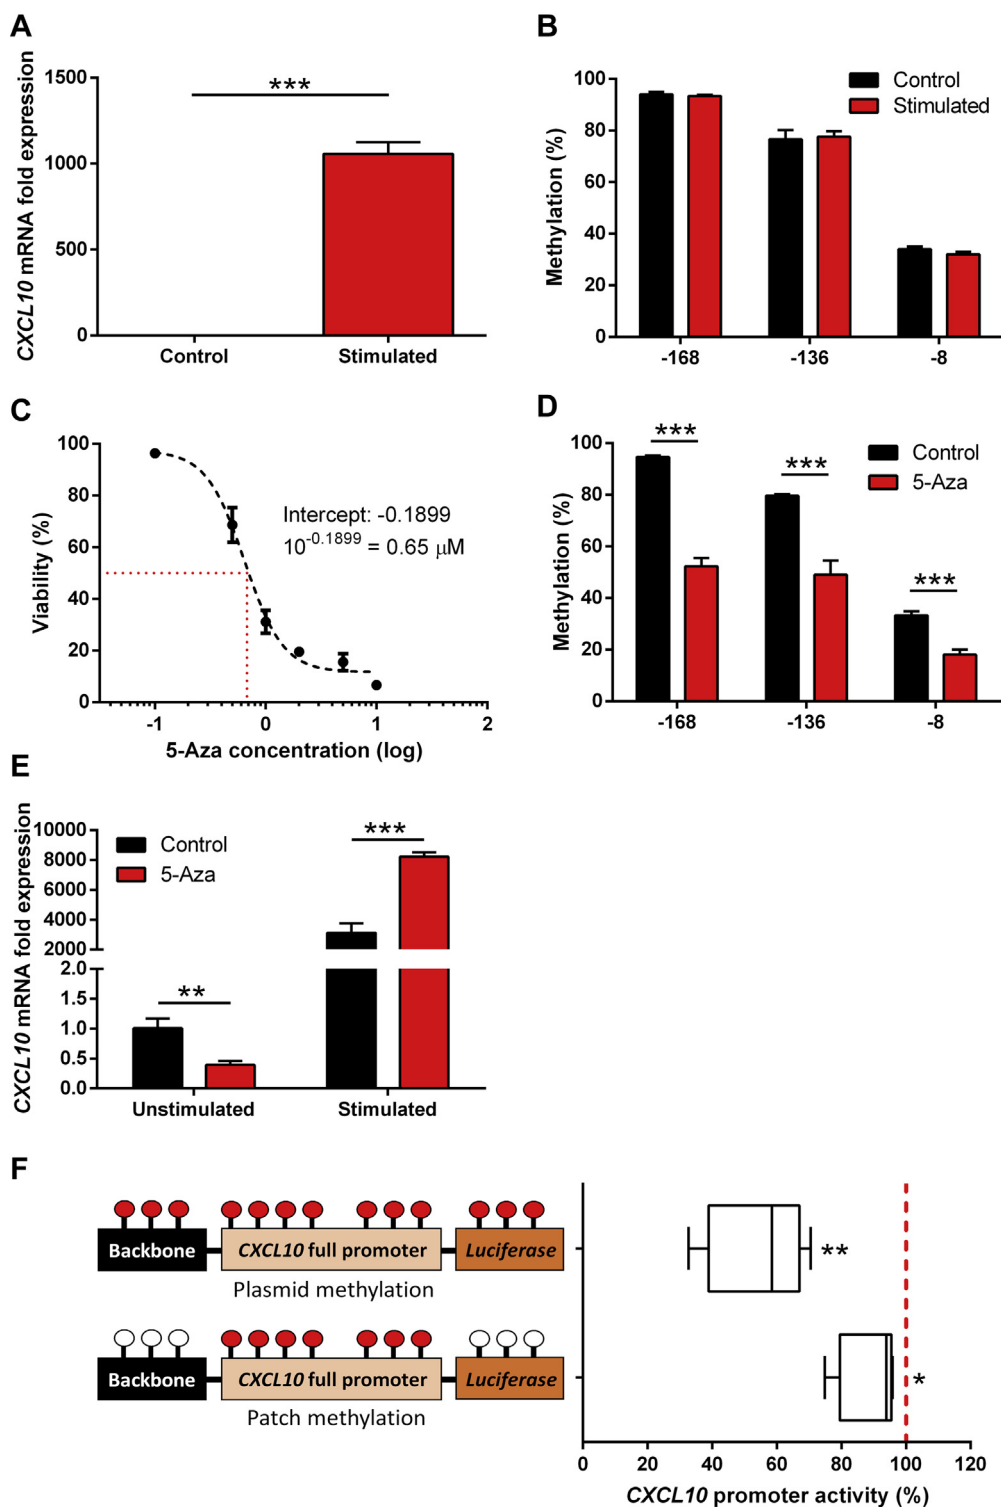 A
CXCL10 mRNA fold expression
1500
1000
500
0
***
Control
Stimulated
B
Methylation (%)
100
80
60
40
20
0
Control
Stimulated
-168
-136
-8
C
Viability (%)
100
80
60
40
20
0
Intercept: -0.1899
10^-0.1899 = 0.65 μM
-1
0
1
2
5-Aza concentration (log)
D
Methylation (%)
100
80
60
40
20
0
***
***
***
Control
5-Aza
-168
-136
-8
E
CXCL10 mRNA fold expression
10000
8000
6000
4000
2000
2.0
1.5
1.0
0.5
0.0
Control
5-Aza
**
***
Unstimulated
Stimulated
F
Backbone
CXCL10 full promoter
Luciferase
Plasmid methylation
Backbone
CXCL10 full promoter
Luciferase
Patch methylation
**
*
0
20
40
60
80
100
120
CXCL10 promoter activity (%)